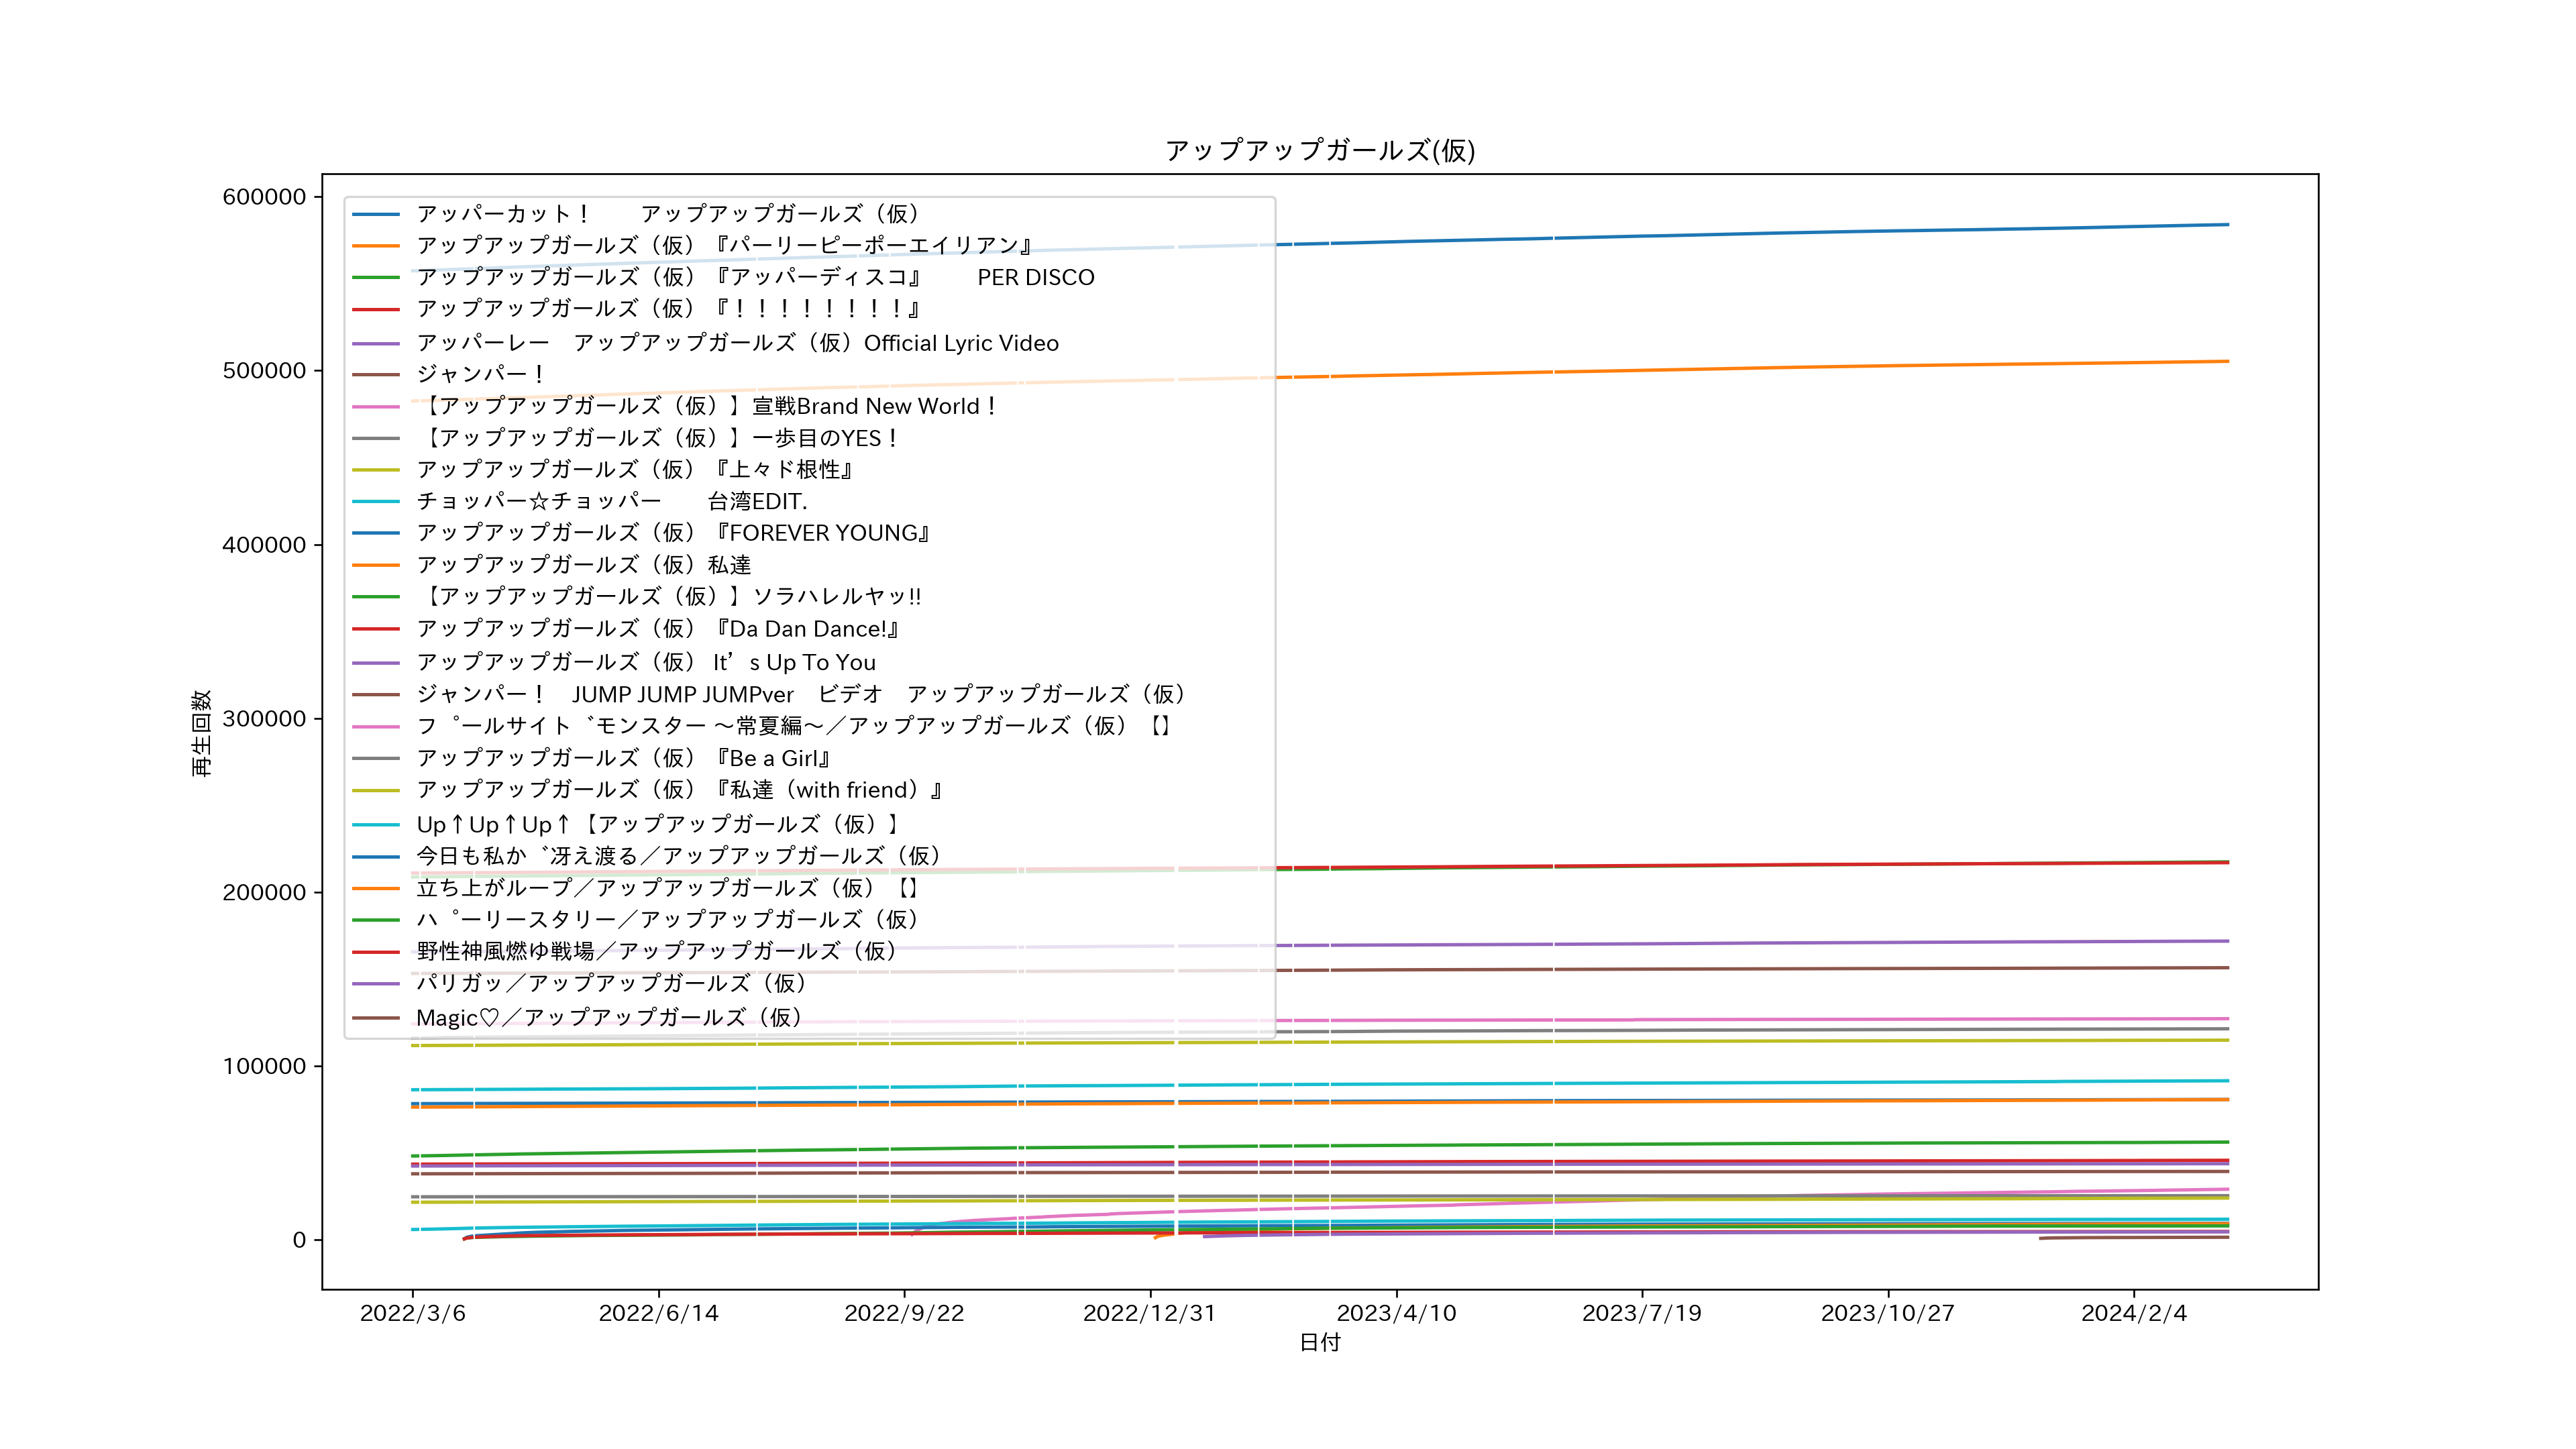 アップアップガールズ(仮)
600000
500000
400000
300000
200000
100000
0
再生回数
アッパーカット！　　アップアップガールズ（仮）
アップアップガールズ（仮）『パーリーピーポーエイリアン』
アップアップガールズ（仮）『アッパーディスコ』　　PER DISCO
アップアップガールズ（仮）『！！！！！！！！』
アッパーレー　アップアップガールズ（仮）Official Lyric Video
ジャンパー！
【アップアップガールズ（仮）】宣戦Brand New World！
【アップアップガールズ（仮）】一歩目のYES！
アップアップガールズ（仮）『上々ド根性』
チョッパー☆チョッパー　　台湾EDIT.
アップアップガールズ（仮）『FOREVER YOUNG』
アップアップガールズ（仮）私達
【アップアップガールズ（仮）】ソラハレルヤッ!!
アップアップガールズ（仮）『Da Dan Dance!』
アップアップガールズ（仮） It’s Up To You
ジャンパー！　JUMP JUMP JUMPver　ビデオ　アップアップガールズ（仮）
フ゜ールサイト゛モンスター ～常夏編～／アップアップガールズ（仮）【】
アップアップガールズ（仮）『Be a Girl』
アップアップガールズ（仮）『私達（with friend）』
Up↑Up↑Up↑【アップアップガールズ（仮）】
今日も私か゛冴え渡る／アップアップガールズ（仮）
立ち上がループ／アップアップガールズ（仮）【】
ハ゜ーリースタリー／アップアップガールズ（仮）
野性神風燃ゆ戦場／アップアップガールズ（仮）
パリガッ／アップアップガールズ（仮）
Magic♡／アップアップガールズ（仮）
2022/3/6
2022/6/14
2022/9/22
2022/12/31
2023/4/10
2023/7/19
2023/10/27
2024/2/4
日付